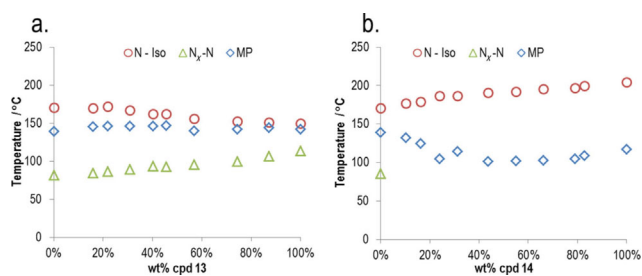 a.
○ N - Iso △ Nₓ-N ◇ MP
Temperature / °C
250
200
150
100
50
0
0% 20% 40% 60% 80% 100%
wt% cpd 13
b.
○ N - Iso △ Nₓ-N ◇ MP
Temperature /°C
250
200
150
100
50
0
0% 20% 40% 60% 80% 100%
wt% cpd 14